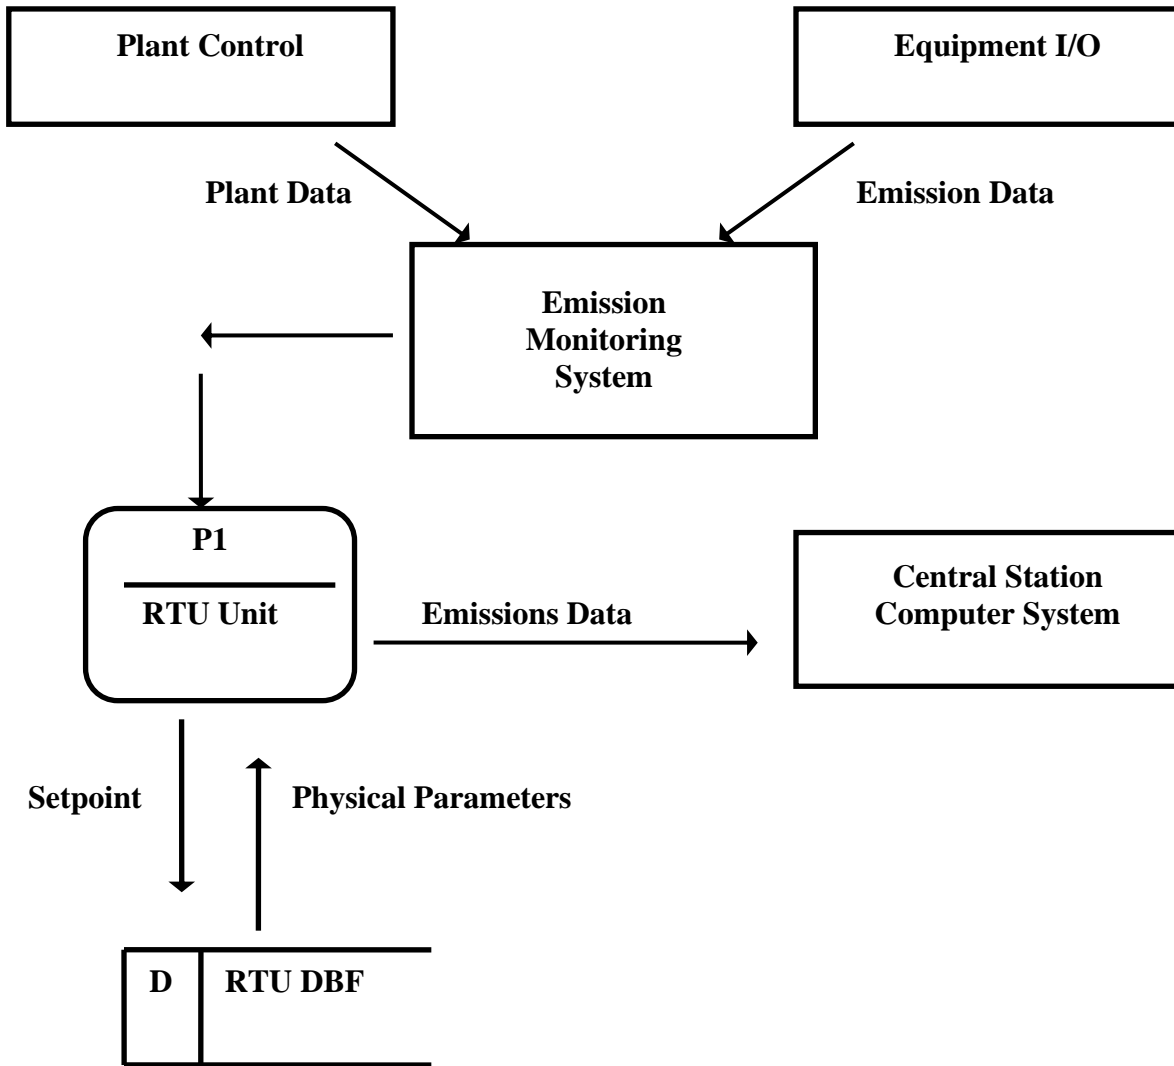 Plant Control
Equipment I/O
Plant Data
Emission Data
Emission
Monitoring
System
P1
RTU Unit
Emissions Data
Central Station
Computer System
Setpoint
Physical Parameters
D
RTU DBF